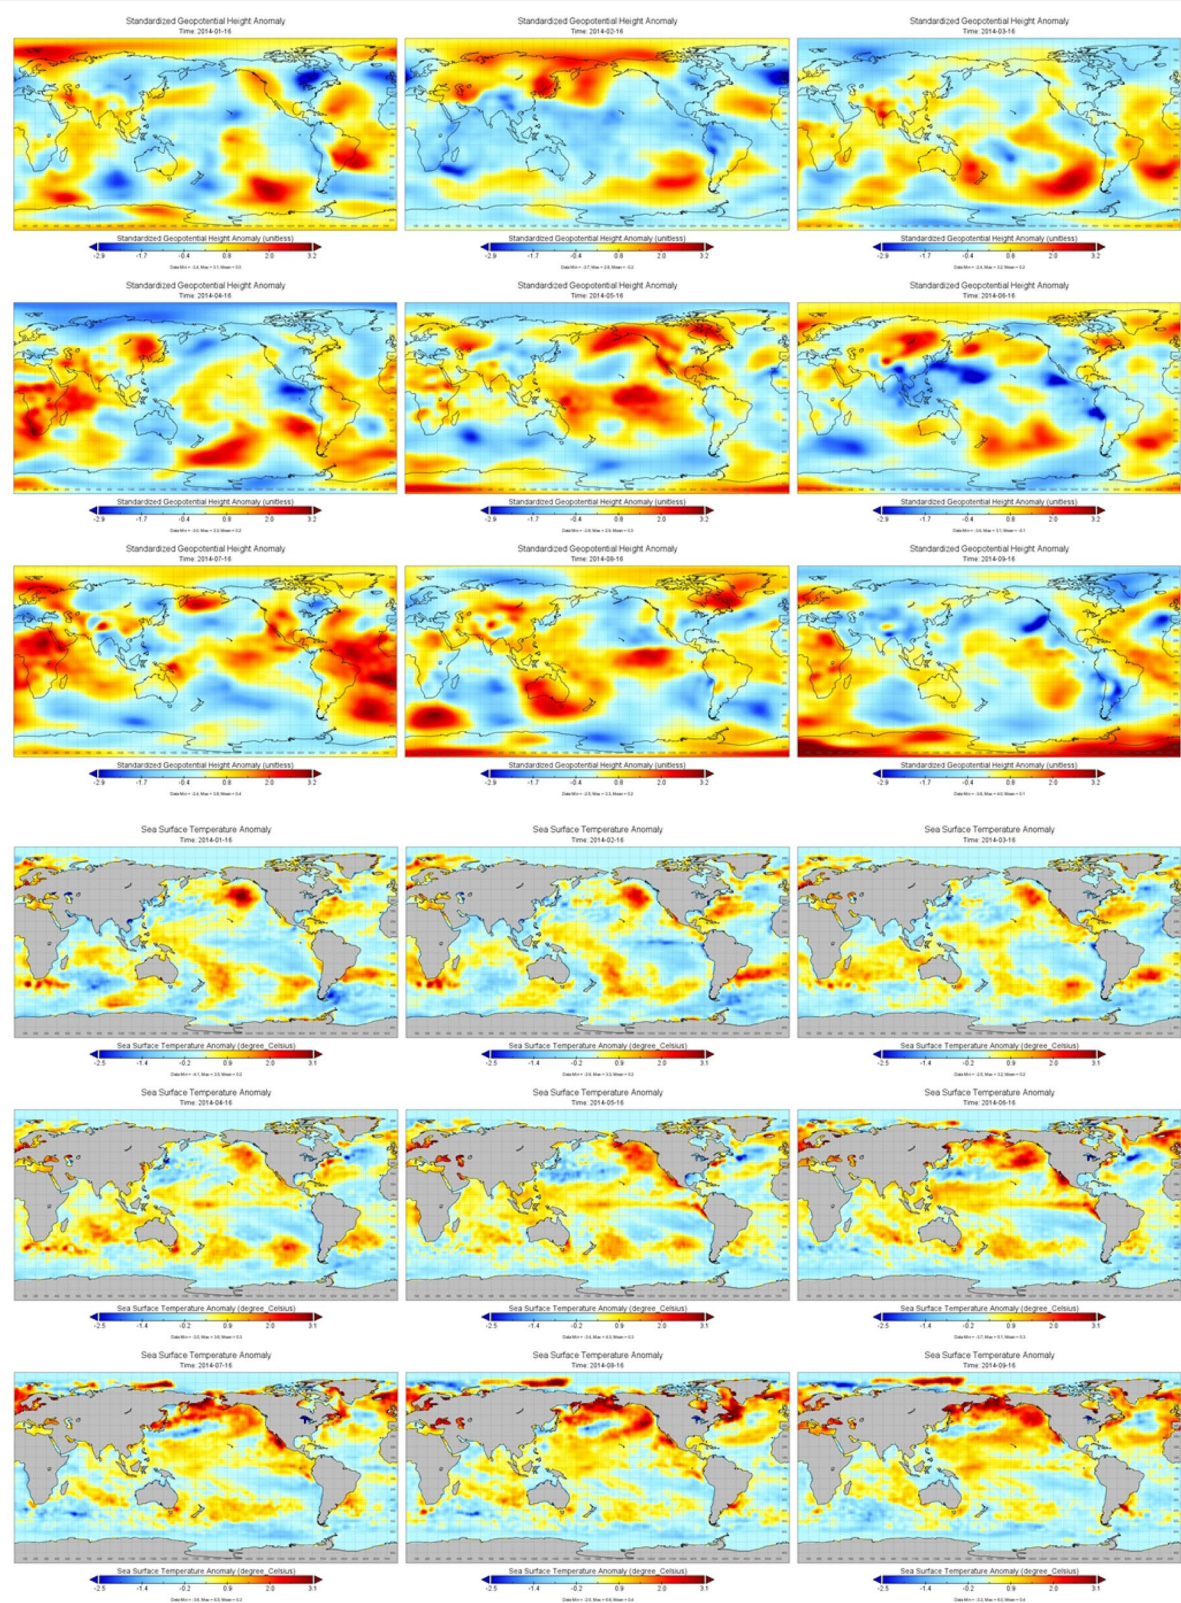 Standardized Geopotential Height Anomaly
Time: 2014-01-16
Standardized Geopotential Height Anomaly (unitless)
-2.9 -1.7 -0.4 0.8 2.0 3.2
Standardized Geopotential Height Anomaly
Time: 2014-02-16
Standardized Geopotential Height Anomaly (unitless)
-2.9 -1.7 -0.4 0.8 2.0 3.2
Standardized Geopotential Height Anomaly
Time: 2014-03-16
Standardized Geopotential Height Anomaly (unitless)
-2.9 -1.7 -0.4 0.8 2.0 3.2
Standardized Geopotential Height Anomaly
Time: 2014-04-16
Standardized Geopotential Height Anomaly (unitless)
-2.9 -1.7 -0.4 0.8 2.0 3.2
Standardized Geopotential Height Anomaly
Time: 2014-05-16
Standardized Geopotential Height Anomaly (unitless)
-2.9 -1.7 -0.4 0.8 2.0 3.2
Standardized Geopotential Height Anomaly
Time: 2014-06-16
Standardized Geopotential Height Anomaly (unitless)
-2.9 -1.7 -0.4 0.8 2.0 3.2
Standardized Geopotential Height Anomaly
Time: 2014-07-16
Standardized Geopotential Height Anomaly (unitless)
-2.9 -1.7 -0.4 0.8 2.0 3.2
Standardized Geopotential Height Anomaly
Time: 2014-08-16
Standardized Geopotential Height Anomaly (unitless)
-2.9 -1.7 -0.4 0.8 2.0 3.2
Standardized Geopotential Height Anomaly
Time: 2014-09-16
Standardized Geopotential Height Anomaly (unitless)
-2.9 -1.7 -0.4 0.8 2.0 3.2
Sea Surface Temperature Anomaly
Time: 2014-01-16
Sea Surface Temperature Anomaly (degree_Celsius)
-2.5 -1.4 -0.2 0.9 2.0 3.1
Sea Surface Temperature Anomaly
Time: 2014-02-16
Sea Surface Temperature Anomaly (degree_Celsius)
-2.5 -1.4 -0.2 0.9 2.0 3.1
Sea Surface Temperature Anomaly
Time: 2014-03-16
Sea Surface Temperature Anomaly (degree_Celsius)
-2.5 -1.4 -0.2 0.9 2.0 3.1
Sea Surface Temperature Anomaly
Time: 2014-04-16
Sea Surface Temperature Anomaly (degree_Celsius)
-2.5 -1.4 -0.2 0.9 2.0 3.1
Sea Surface Temperature Anomaly
Time: 2014-05-16
Sea Surface Temperature Anomaly (degree_Celsius)
-2.5 -1.4 -0.2 0.9 2.0 3.1
Sea Surface Temperature Anomaly
Time: 2014-06-16
Sea Surface Temperature Anomaly (degree_Celsius)
-2.5 -1.4 -0.2 0.9 2.0 3.1
Sea Surface Temperature Anomaly
Time: 2014-07-16
Sea Surface Temperature Anomaly (degree_Celsius)
-2.5 -1.4 -0.2 0.9 2.0 3.1
Sea Surface Temperature Anomaly
Time: 2014-08-16
Sea Surface Temperature Anomaly (degree_Celsius)
-2.5 -1.4 -0.2 0.9 2.0 3.1
Sea Surface Temperature Anomaly
Time: 2014-09-16
Sea Surface Temperature Anomaly (degree_Celsius)
-2.5 -1.4 -0.2 0.9 2.0 3.1